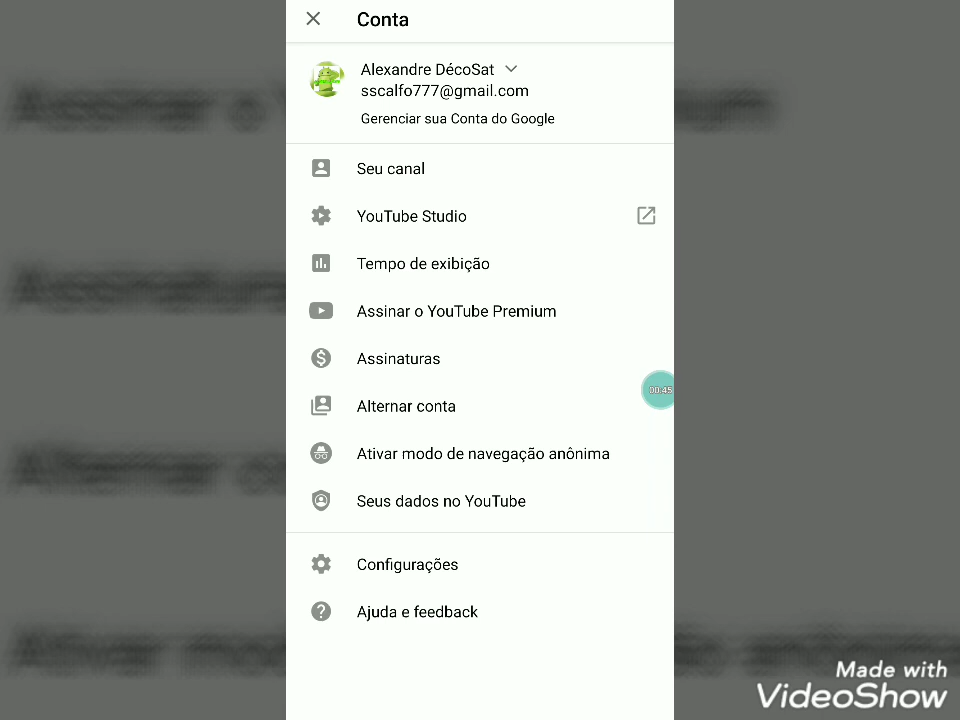 Conta
Alexandre DécoSat
sscalfo777@gmail.com
Gerenciar sua Conta do Google
Seu canal
YouTube Studio
Tempo de exibição
Assinar o YouTube Premium
Assinaturas
00:45
Alternar conta
Ativar modo de navegação anônima
Seus dados no YouTube
Configurações
Ajuda e feedback
Made with
VideoShow